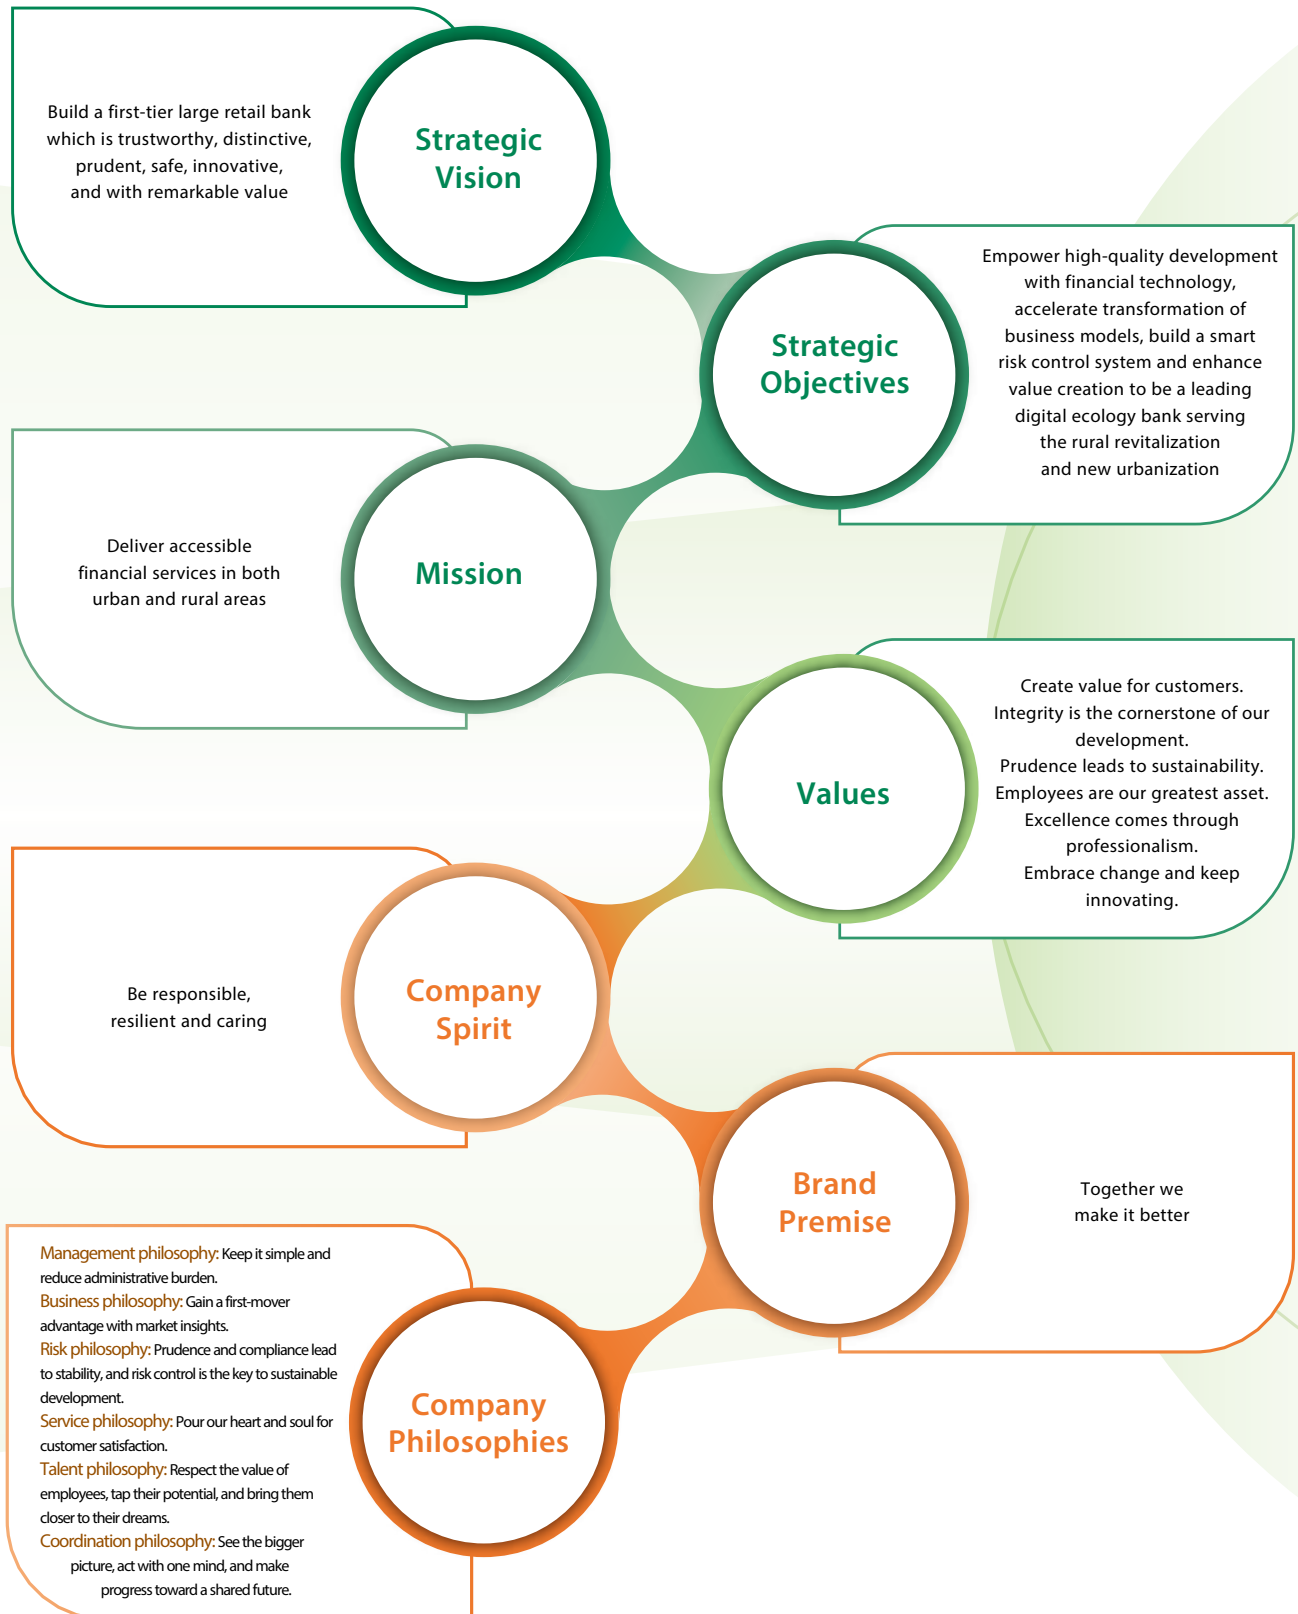 Build a first-tier large retail bank
which is trustworthy, distinctive,
prudent, safe, innovative,
and with remarkable value
Strategic
Vision
Strategic
Objectives
Empower high-quality development
with financial technology,
accelerate transformation of
business models, build a smart
risk control system and enhance
value creation to be a leading
digital ecology bank serving
the rural revitalization
and new urbanization
Deliver accessible
financial services in both
urban and rural areas
Mission
Values
Create value for customers.
Integrity is the cornerstone of our
development.
Prudence leads to sustainability.
Employees are our greatest asset.
Excellence comes through
professionalism.
Embrace change and keep
innovating.
Be responsible,
resilient and caring
Company
Spirit
Brand
Premise
Together we
make it better
Management philosophy: Keep it simple and
reduce administrative burden.
Business philosophy: Gain a first-mover
advantage with market insights.
Risk philosophy: Prudence and compliance lead
to stability, and risk control is the key to sustainable
development.
Service philosophy: Pour our heart and soul for
customer satisfaction.
Talent philosophy: Respect the value of
employees, tap their potential, and bring them
closer to their dreams.
Coordination philosophy: See the bigger
picture, act with one mind, and make
progress toward a shared future.
Company
Philosophies